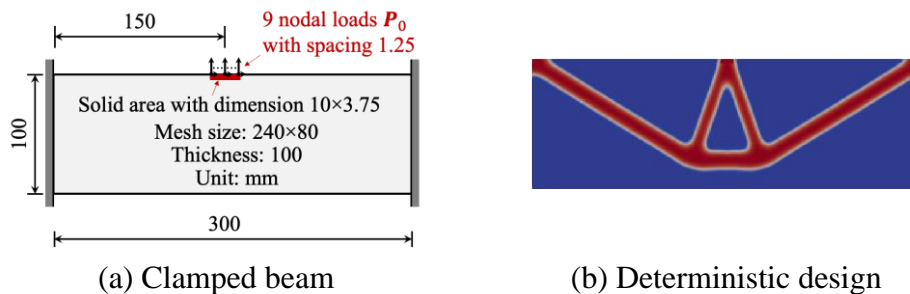 150
9 nodal loads P₀
with spacing 1.25
100
Solid area with dimension 10×3.75
Mesh size: 240×80
Thickness: 100
Unit: mm
300
(a) Clamped beam
(b) Deterministic design